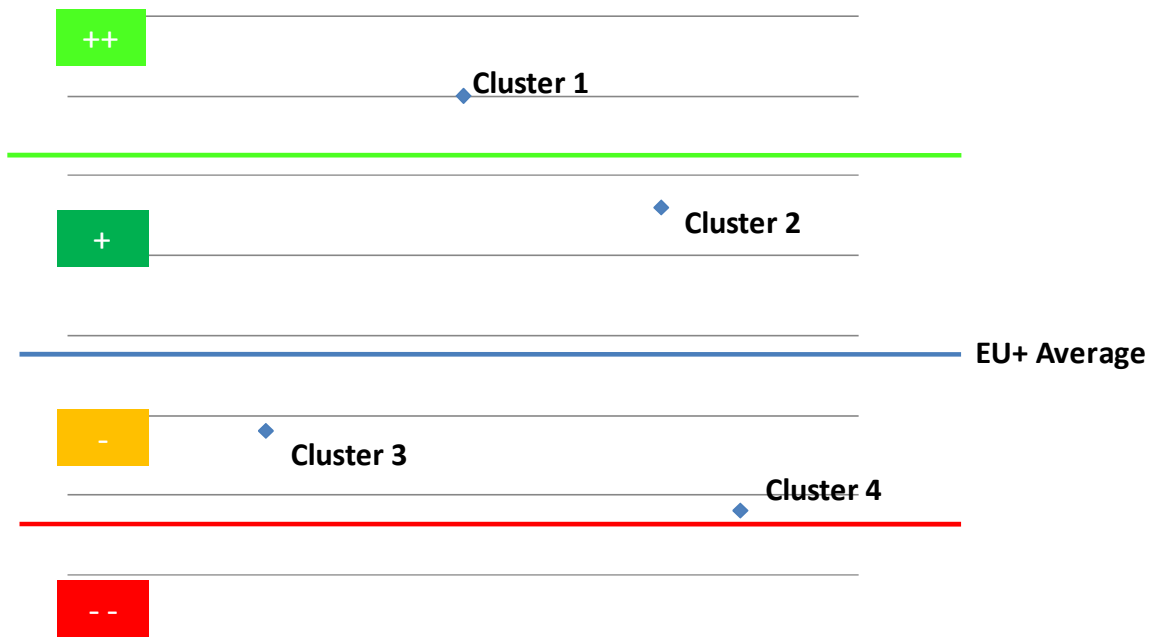 ++
Cluster 1
Cluster 2
+
EU+ Average
-
Cluster 3
Cluster 4
- -